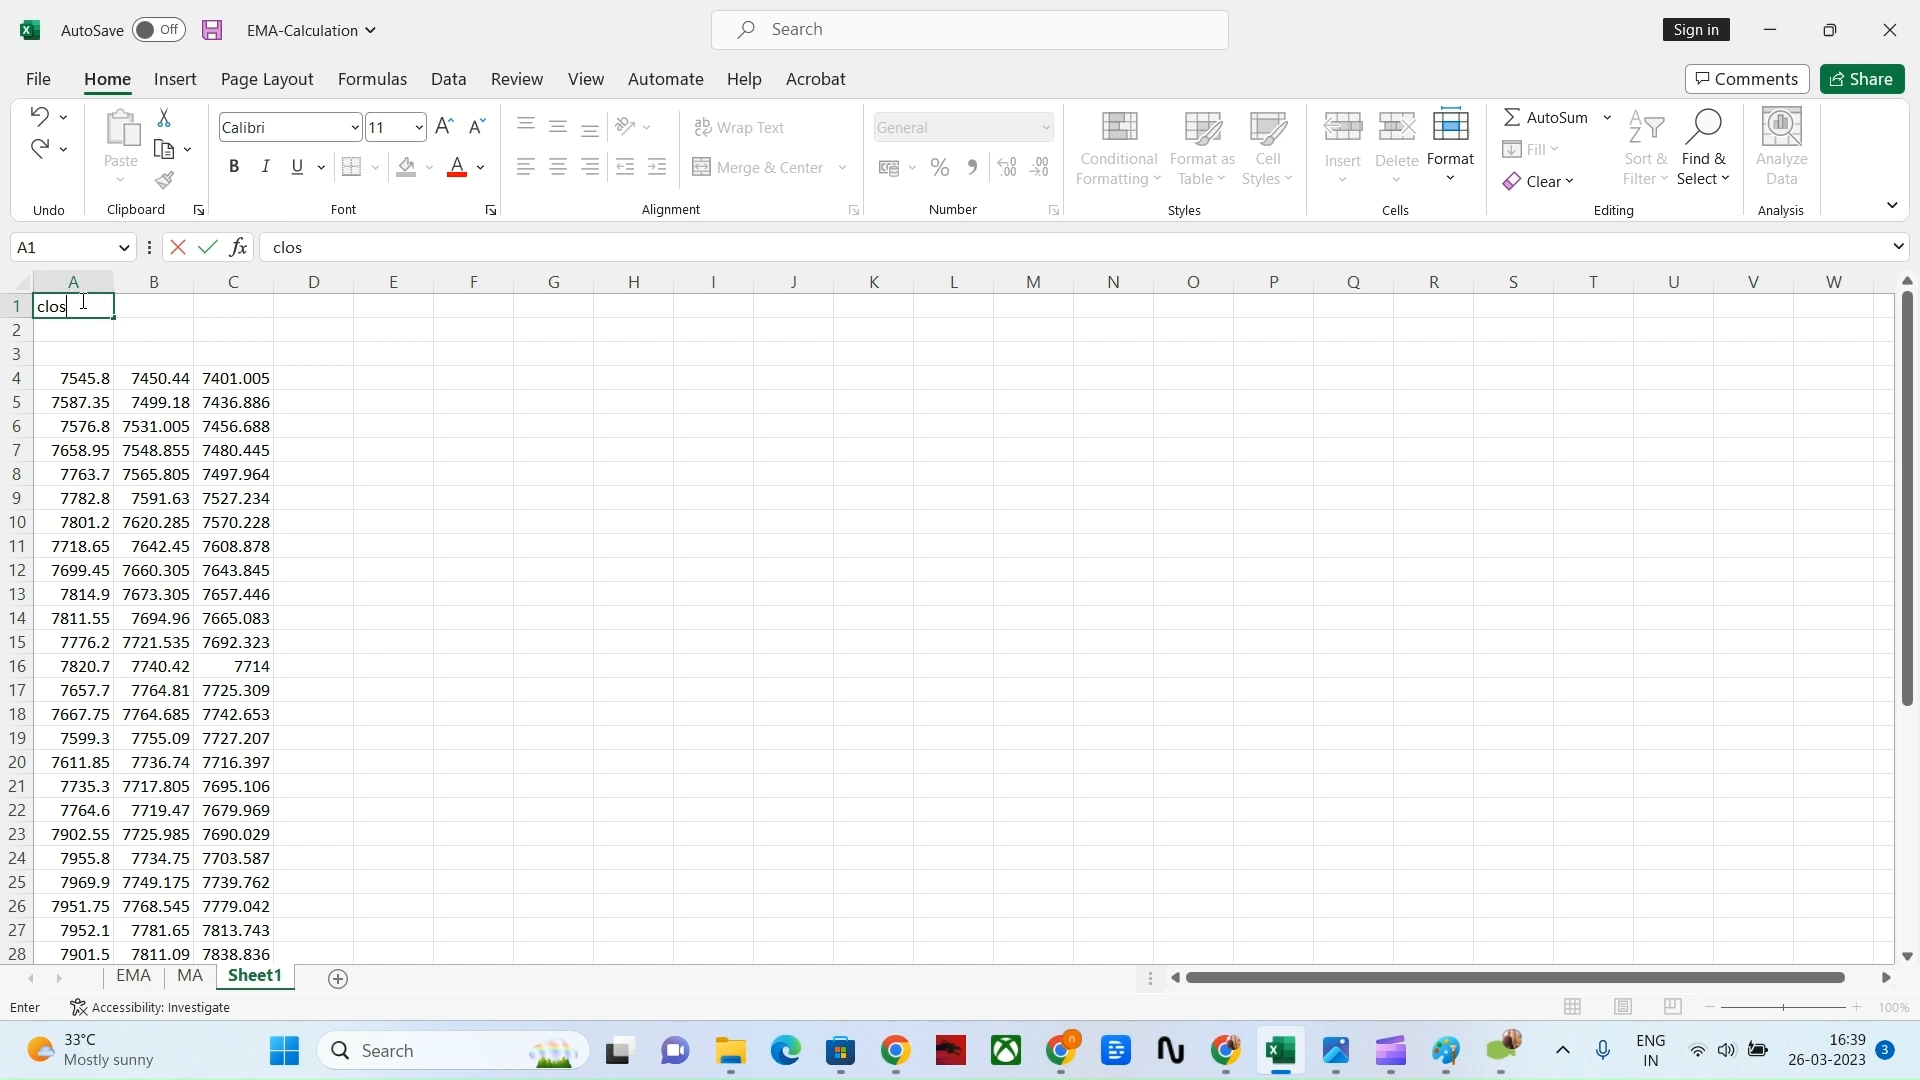 AutoSave Off EMA-Calculation Search Sign in
File Home Insert Page Layout Formulas Data Review View Automate Help Acrobat Comments Share
Calibri 11 ab Wrap Text General AutoSum
Paste Conditional Format as Cell Insert Delete Format Fill Sort & Find & Analyze
B I U A Merge & Center % , Formatting Table Styles Clear Filter Select Data
Undo Clipboard Font Alignment Number Styles Cells Editing Analysis
A1 fx clos
A B C D E F G H I J K L M N O P Q R S T U V W
1 clos
2
3
4 7545.8 7450.44 7401.005
5 7587.35 7499.18 7436.886
6 7576.8 7531.005 7456.688
7 7658.95 7548.855 7480.445
8 7763.7 7565.805 7497.964
9 7782.8 7591.63 7527.234
10 7801.2 7620.285 7570.228
11 7718.65 7642.45 7608.878
12 7699.45 7660.305 7643.845
13 7814.9 7673.305 7657.446
14 7811.55 7694.96 7665.083
15 7776.2 7721.535 7692.323
16 7820.7 7740.42 7714
17 7657.7 7764.81 7725.309
18 7667.75 7764.685 7742.653
19 7599.3 7755.09 7727.207
20 7611.85 7736.74 7716.397
21 7735.3 7717.805 7695.106
22 7764.6 7719.47 7679.969
23 7902.55 7725.985 7690.029
24 7955.8 7734.75 7703.587
25 7969.9 7749.175 7739.762
26 7951.75 7768.545 7779.042
27 7952.1 7781.65 7813.743
28 7901.5 7811.09 7838.836
EMA MA Sheet1
Enter Accessibility: Investigate 100%
33°C
Mostly sunny
Search
ENG
IN
16:39
26-03-2023
3